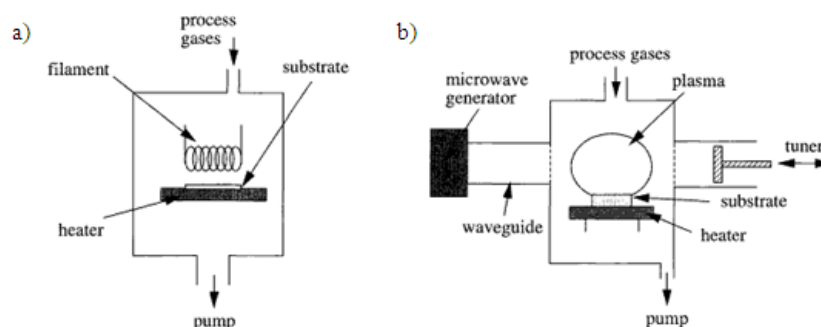 a)
process
gases
filament
substrate
heater
pump
b)
process gases
microwave
generator
plasma
tuner
waveguide
substrate
heater
pump